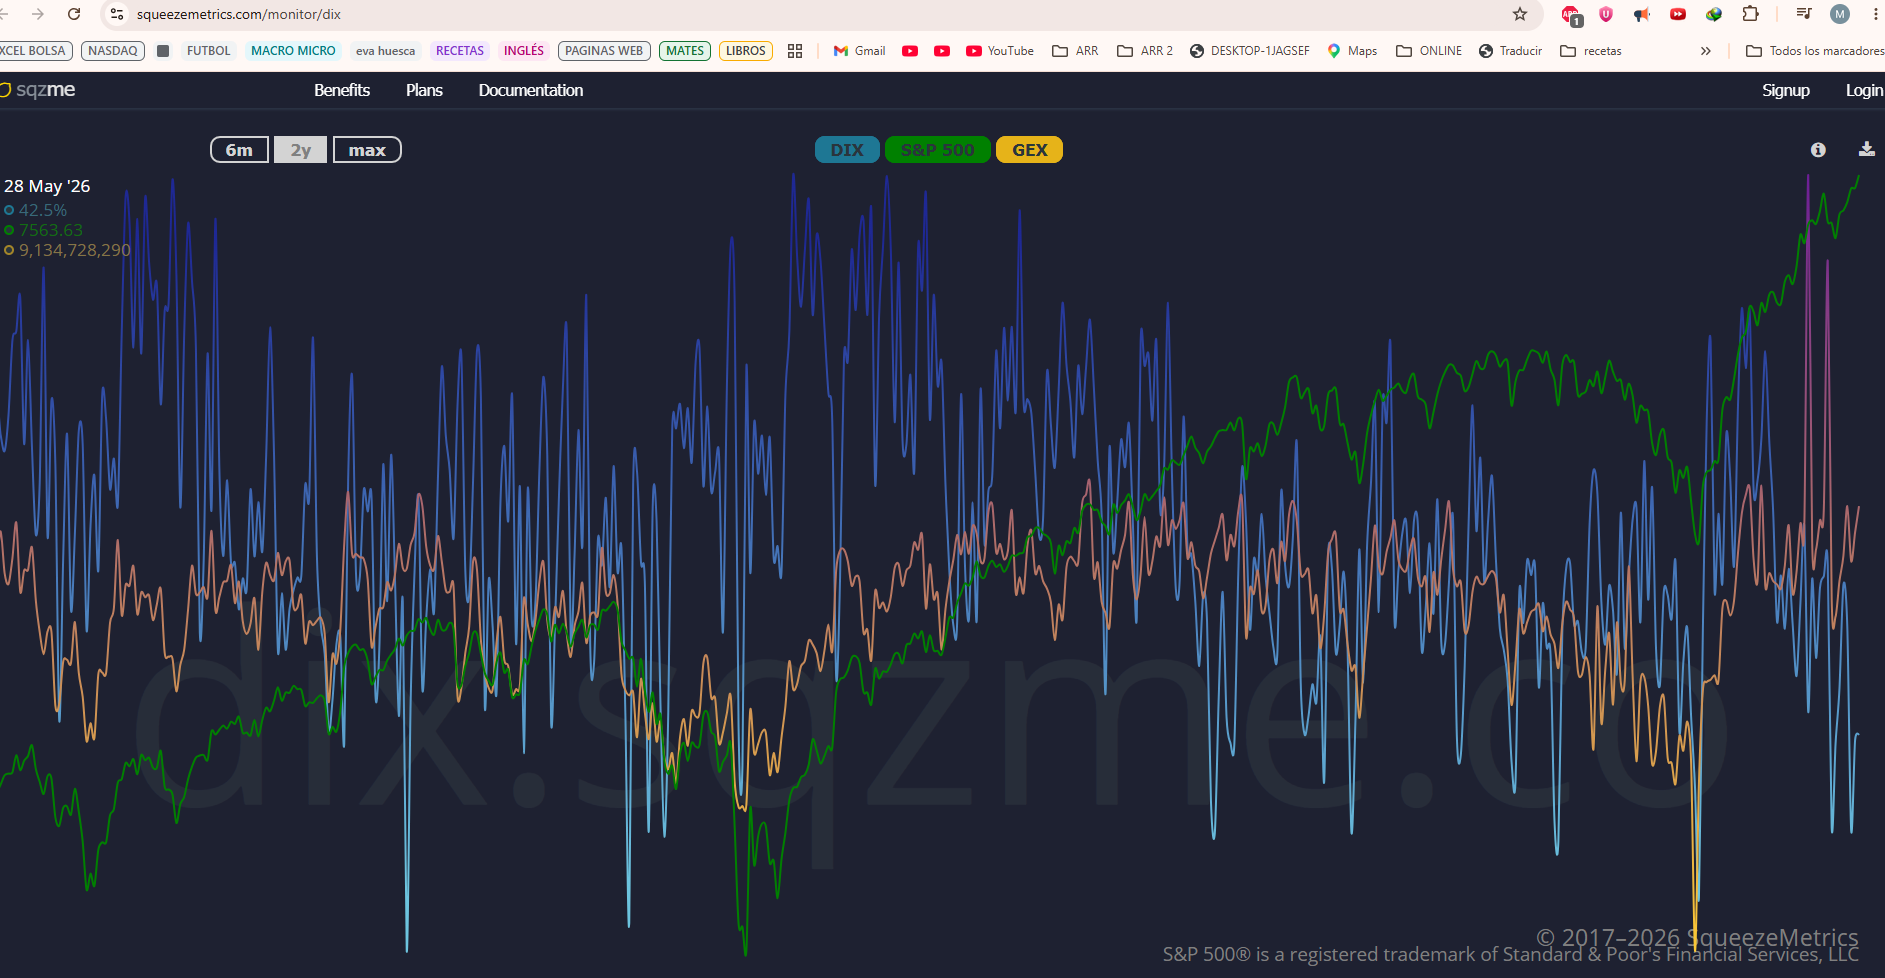 squeezemetrics.com/monitor/dix
1
M
XCEL BOLSA NASDAQ FUTBOL MACRO MICRO eva huesca RECETAS INGLÉS PAGINAS WEB MATES LIBROS Gmail YouTube ARR ARR 2 DESKTOP-1JAGSEF Maps ONLINE Traducir recetas » Todos los marcadores
sqzme Benefits Plans Documentation Signup Login
6m 2y max DIX S&P 500 GEX
28 May '26
42.5%
7563.63
9,134,728,290
dix.sqzme.co
© 2017–2026 SqueezeMetrics
S&P 500® is a registered trademark of Standard & Poor's Financial Services, LLC